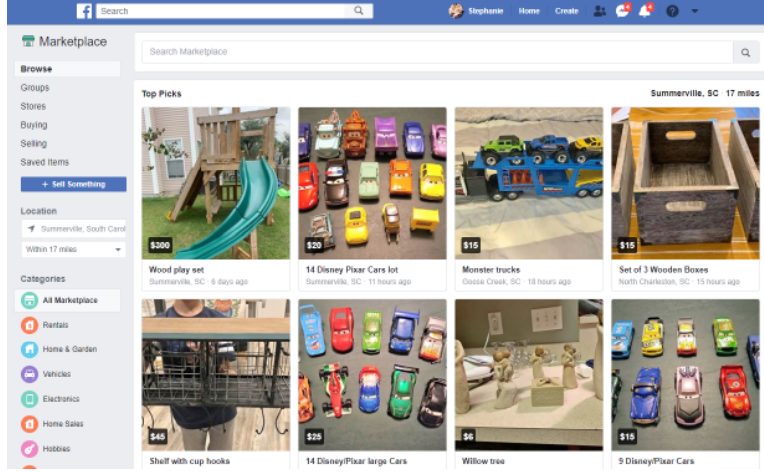 f Search
Stephanie Home Create
Marketplace
Search Marketplace
Browse
Groups
Stores
Buying
Selling
Saved Items
+ Sell Something
Location
Summerville, South Carol
Within 17 miles
Categories
All Marketplace
Rentals
Home & Garden
Vehicles
Electronics
Home Sales
Hobbies
Top Picks
Summerville, SC 17 miles
$300
Wood play set
Summerville, SC · 6 days ago
$20
14 Disney Pixar Cars lot
Summerville, SC · 11 hours ago
$15
Monster trucks
Goose Creek, SC · 18 hours ago
$15
Set of 3 Wooden Boxes
North Charleston, SC · 15 hours ago
$45
Shelf with cup hooks
$25
14 Disney/Pixar large Cars
$6
Willow tree
$15
9 Disney/Pixar Cars